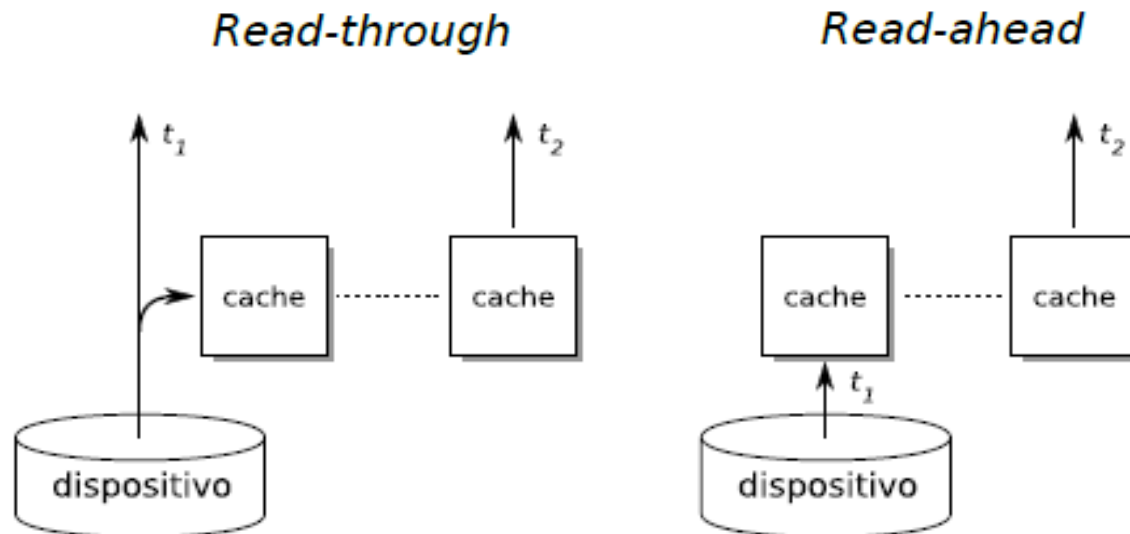 Read-through Read-ahead
t1 t2 t2
cache cache cache cache
t1
dispositivo dispositivo